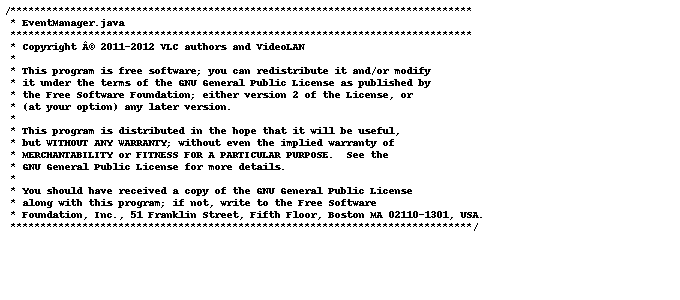 /*****************************************************************************
 * EventManager.java
 *****************************************************************************
 * Copyright Â© 2011-2012 VLC authors and VideoLAN
 *
 * This program is free software; you can redistribute it and/or modify
 * it under the terms of the GNU General Public License as published by
 * the Free Software Foundation; either version 2 of the License, or
 * (at your option) any later version.
 *
 * This program is distributed in the hope that it will be useful,
 * but WITHOUT ANY WARRANTY; without even the implied warranty of
 * MERCHANTABILITY or FITNESS FOR A PARTICULAR PURPOSE.  See the
 * GNU General Public License for more details.
 *
 * You should have received a copy of the GNU General Public License
 * along with this program; if not, write to the Free Software
 * Foundation, Inc., 51 Franklin Street, Fifth Floor, Boston MA 02110-1301, USA.
 *****************************************************************************/